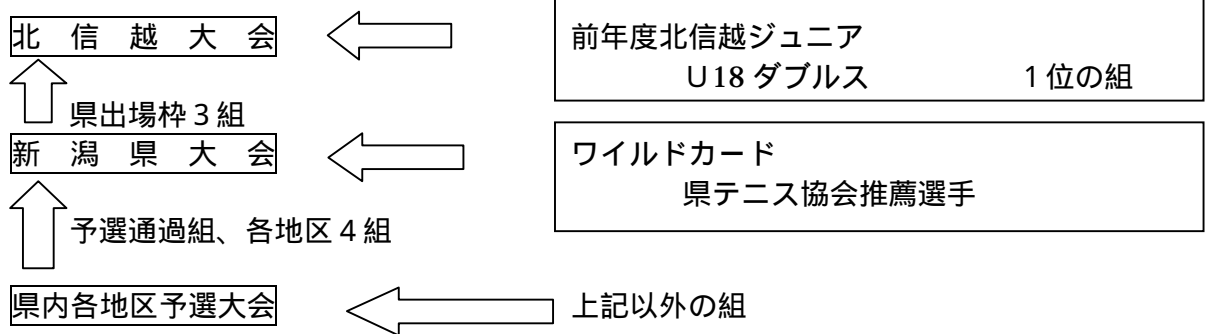 北　信　越　大　会
前年度北信越ジュニア
Ｕ18 ダブルス　１位の組
県出場枠３組
新　潟　県　大　会
ワイルドカード
県テニス協会推薦選手
予選通過組、各地区４組
県内各地区予選大会
上記以外の組